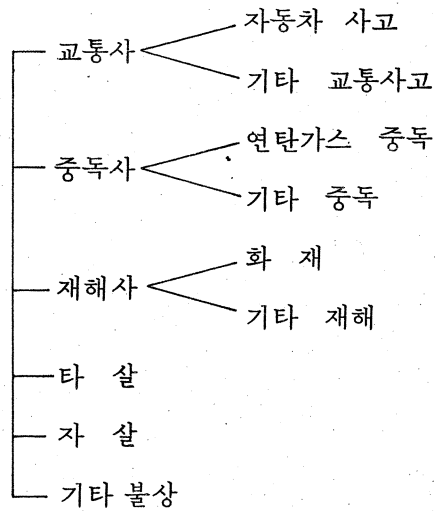 교통사
자동차 사고
기타 교통사고
중독사
연탄가스 중독
기타 중독
재해사
화 재
기타 재해
타 살
자 살
기타 불상